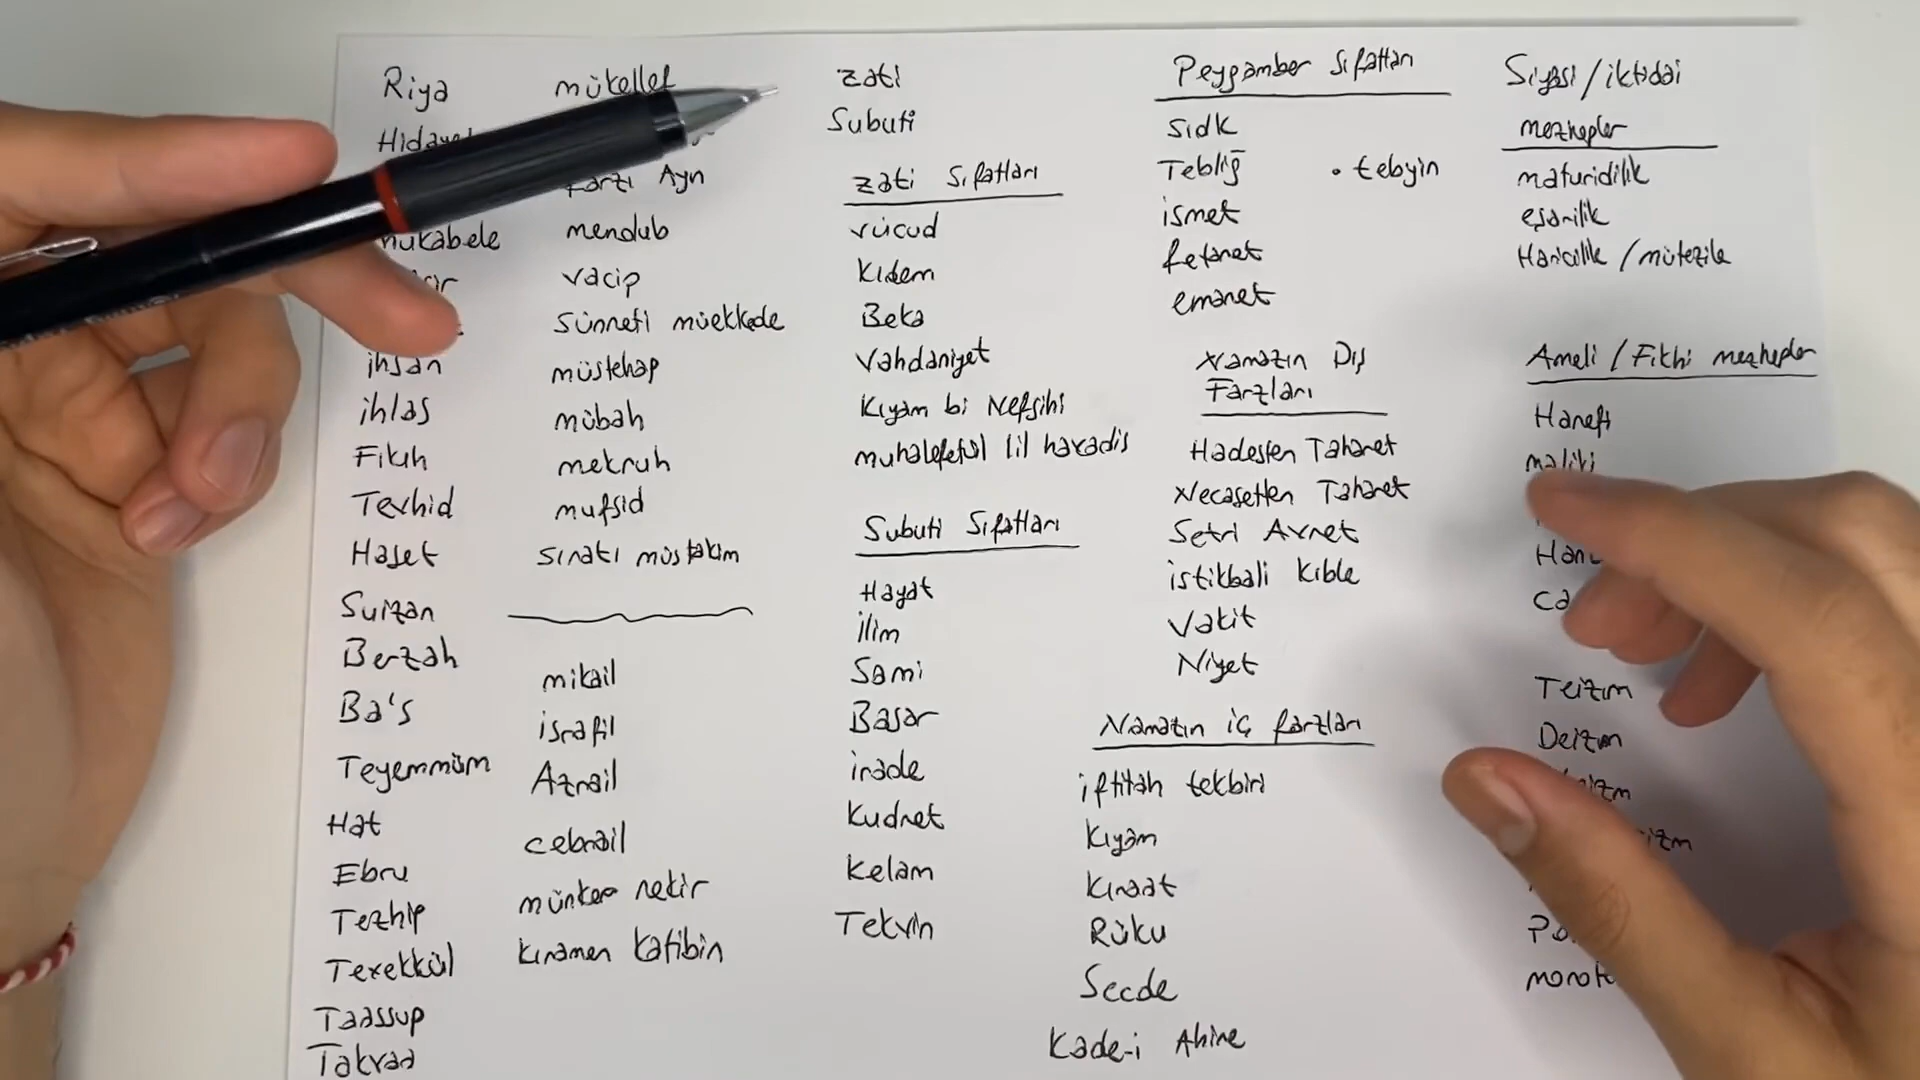 Riya
mukabele
ihsan
ihlas
Fıkıh
Tevhid
Haset
Suizan
Berzah
Ba's
Teyemmüm
Hat
Ebru
Tezhip
Tevekkül
Taassup
Takvaa
mükellef
farzı Ayn
mendub
vacip
Sünneti müekkede
müstehap
mübah
mekruh
mufsid
sıratı müstakim
mikail
israfil
Azrail
cebrail
münker nekir
kıramen katibin
zati
Subuti
zati Sıfatları
vücud
Kıdem
Beka
Vahdaniyet
Kıyam bi Nefsihi
muhalefetül lil havadis
Subuti Sıfatları
Hayat
ilim
Sami
Basar
irade
Kudret
Kelam
Tekvin
Peygamber Sıfatları
Sıdk
Tebliğ • tebyin
ismet
fetanet
emanet
Namazın Dış
Farzları
Hadesten Taharet
Necasetten Taharet
Setri Avret
istikbali Kıble
Vakit
Niyet
Namazın iç farzları
iftitah tekbiri
Kıyam
Kıraat
Rüku
Secde
Kade-i Ahire
Siyasi / iktidai
mezhepler
maturidilik
eşarilik
Haricilik / mütezile
Ameli / Fıkhi mezhepler
Hanefi
maliki
Teizm
Deizm